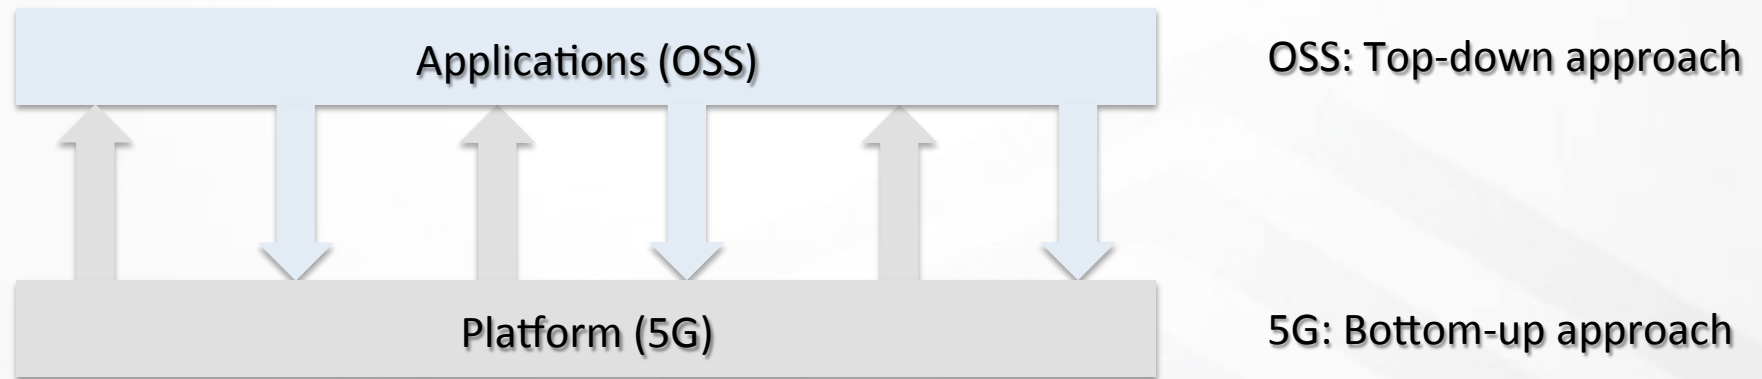 Applications (OSS)
OSS: Top-down approach
Platform (5G)
5G: Bottom-up approach